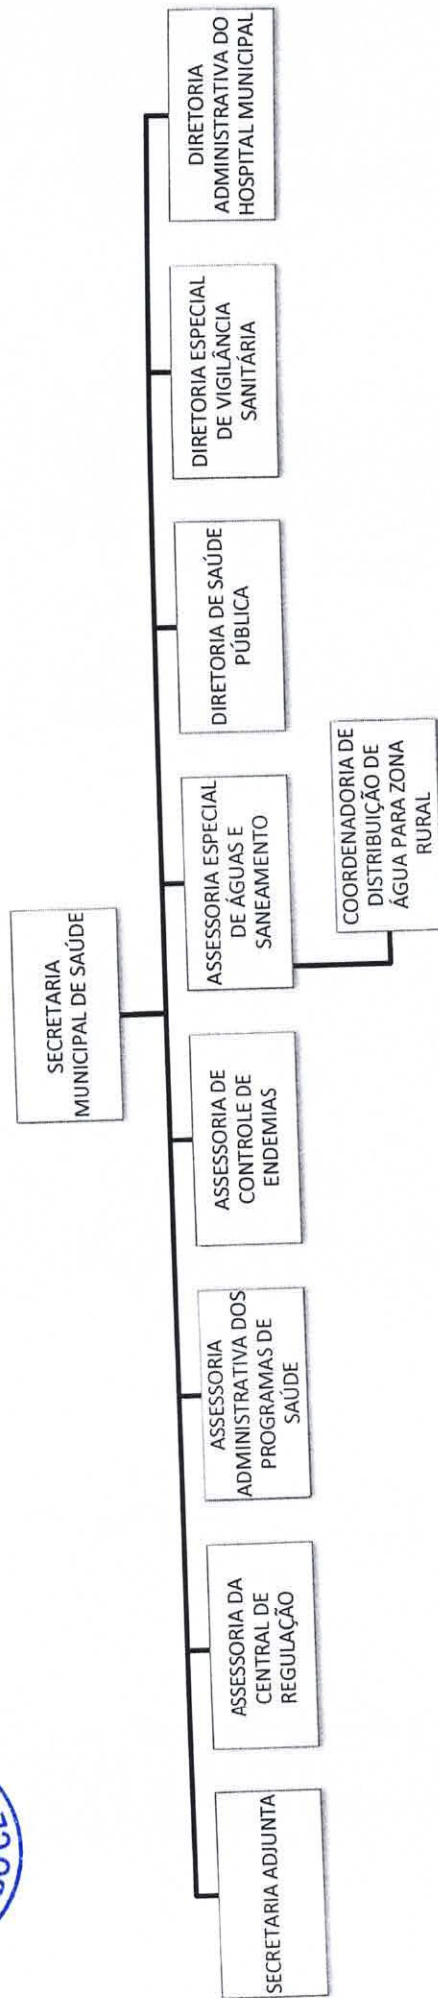 SECRETARIA
MUNICIPAL DE SAÚDE
SECRETARIA ADJUNTA
ASSESSORIA DA
CENTRAL DE
REGULAÇÃO
ASSESSORIA
ADMINISTRATIVA DOS
PROGRAMAS DE
SAÚDE
ASSESSORIA DE
CONTROLE DE
ENDEMIAS
ASSESSORIA ESPECIAL
DE ÁGUAS E
SANEAMENTO
DIRETORIA DE SAÚDE
PÚBLICA
DIRETORIA ESPECIAL
DE VIGILÂNCIA
SANITÁRIA
DIRETORIA
ADMINISTRATIVA DO
HOSPITAL MUNICIPAL
COORDENADORIA DE
DISTRIBUIÇÃO DE
ÁGUA PARA ZONA
RURAL